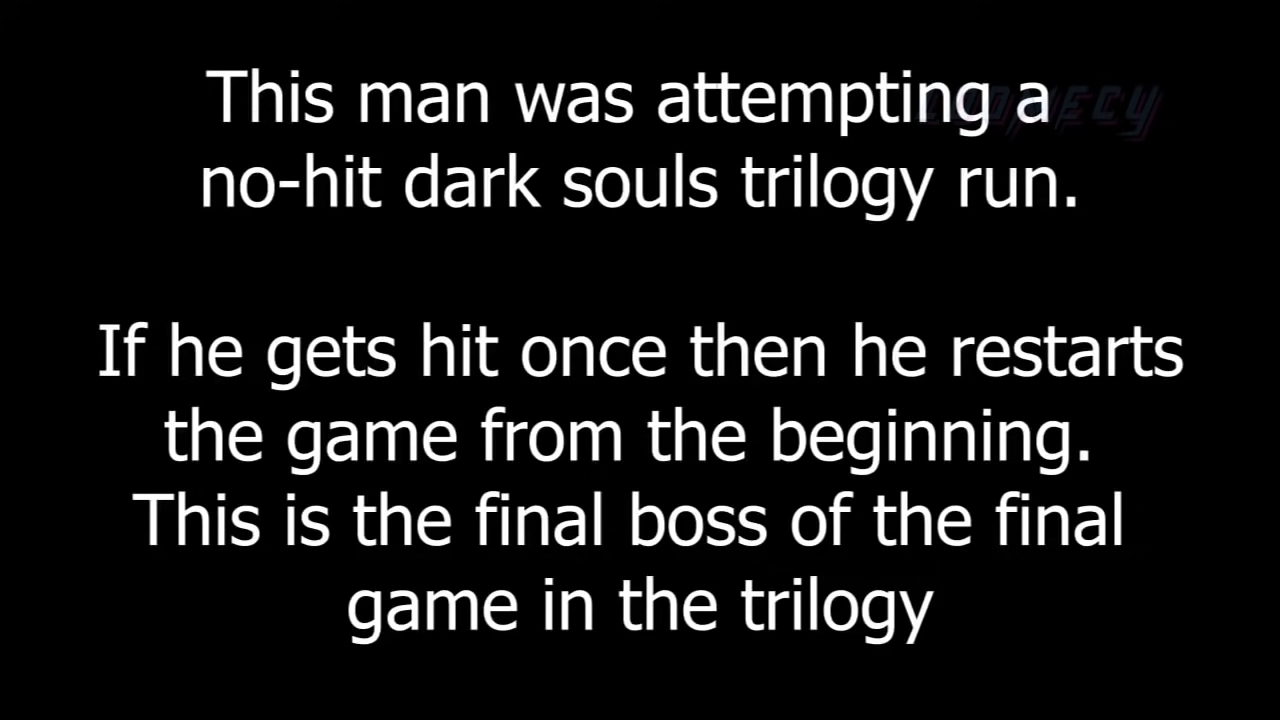 This man was attempting a
no-hit dark souls trilogy run.
If he gets hit once then he restarts
the game from the beginning.
This is the final boss of the final
game in the trilogy